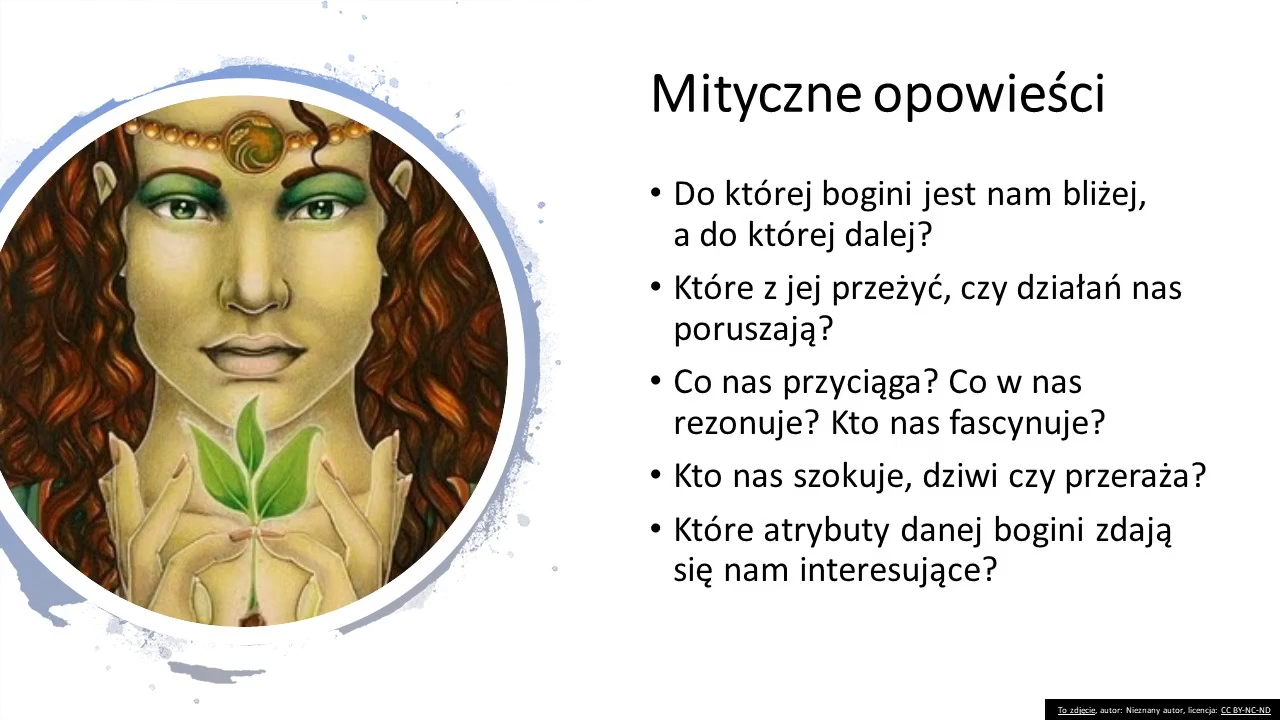 Mityczne opowieści
• Do której bogini jest nam bliżej,
a do której dalej?
• Które z jej przeżyć, czy działań nas
poruszają?
• Co nas przyciąga? Co w nas
rezonuje? Kto nas fascynuje?
• Kto nas szokuje, dziwi czy przeraża?
• Które atrybuty danej bogini zdają
się nam interesujące?
To zdjęcie, autor: Nieznany autor, licencja: CC BY-NC-ND